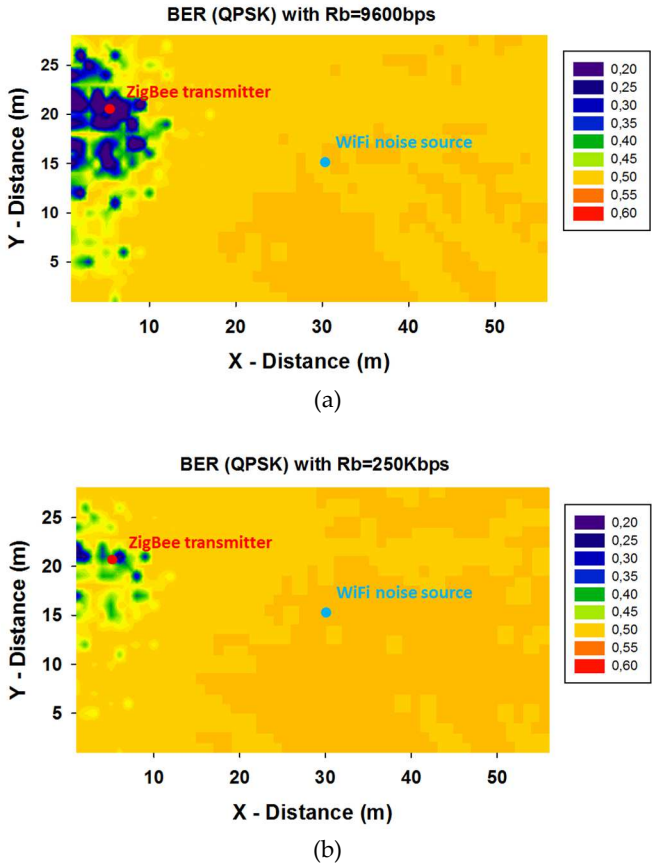 BER (QPSK) with Rb=9600bps
Y - Distance (m)
25
20
15
10
5
ZigBee transmitter
WiFi noise source
10 20 30 40 50
X - Distance (m)
0,20
0,25
0,30
0,35
0,40
0,45
0,50
0,55
0,60
(a)
BER (QPSK) with Rb=250Kbps
Y - Distance (m)
25
20
15
10
5
ZigBee transmitter
WiFi noise source
10 20 30 40 50
X - Distance (m)
0,20
0,25
0,30
0,35
0,40
0,45
0,50
0,55
0,60
(b)